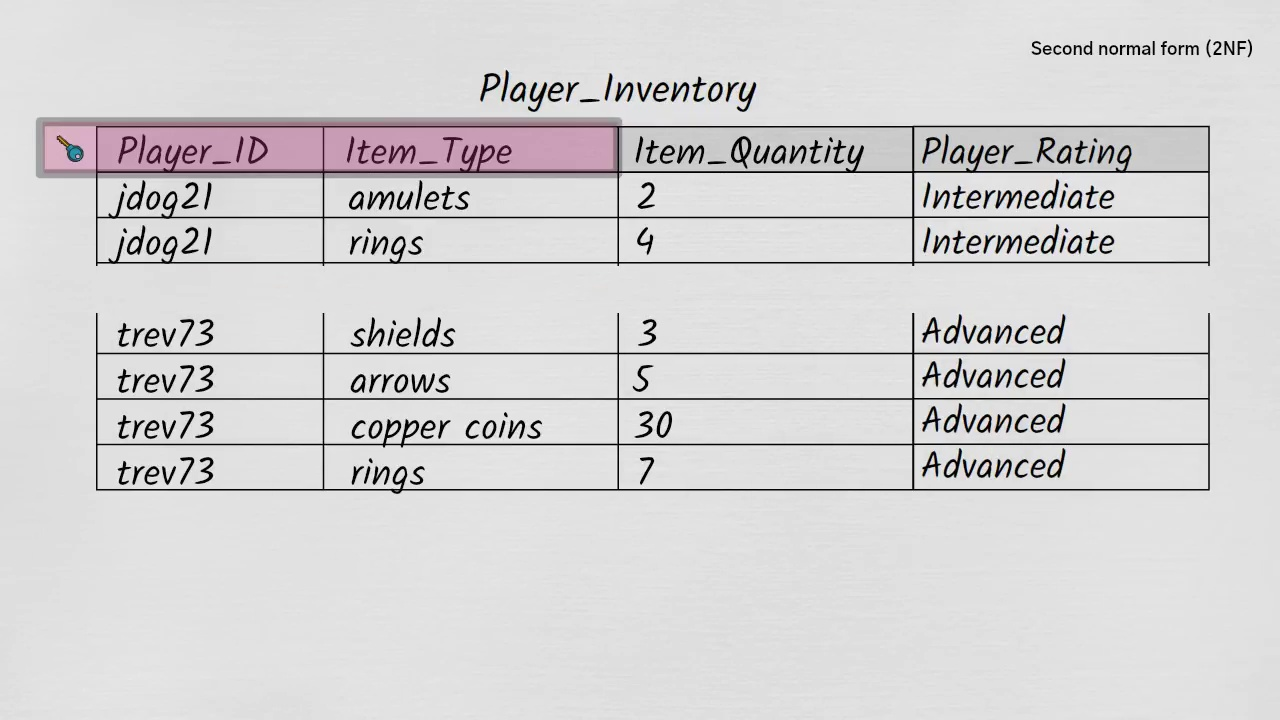 Second normal form (2NF)
Player_Inventory
Player_ID Item_Type Item_Quantity Player_Rating
jdog21 amulets 2 Intermediate
jdog21 rings 4 Intermediate
trev73 shields 3 Advanced
trev73 arrows 5 Advanced
trev73 copper coins 30 Advanced
trev73 rings 7 Advanced